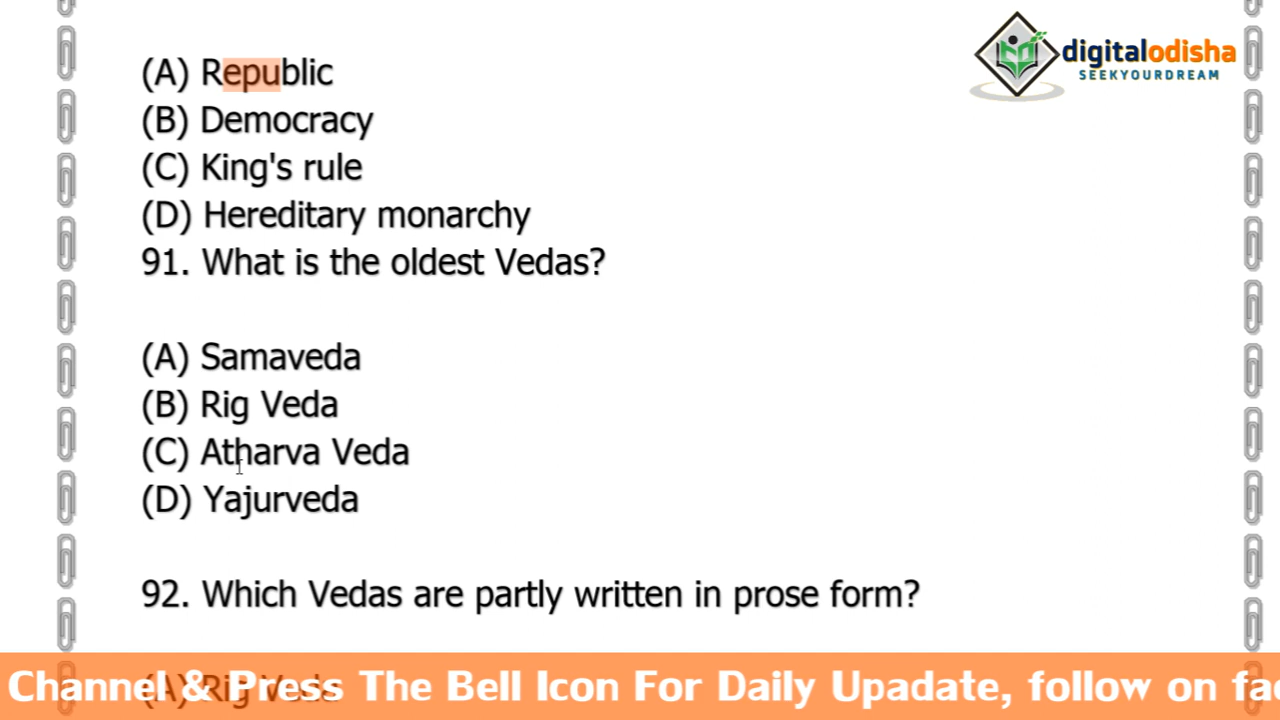 digitalodisha
SEEKYOURDREAM
(A) Republic
(B) Democracy
(C) King's rule
(D) Hereditary monarchy
91. What is the oldest Vedas?
(A) Samaveda
(B) Rig Veda
(C) Atharva Veda
(D) Yajurveda
92. Which Vedas are partly written in prose form?
(A) Rig Veda
Channel & Press The Bell Icon For Daily Upadate, follow on